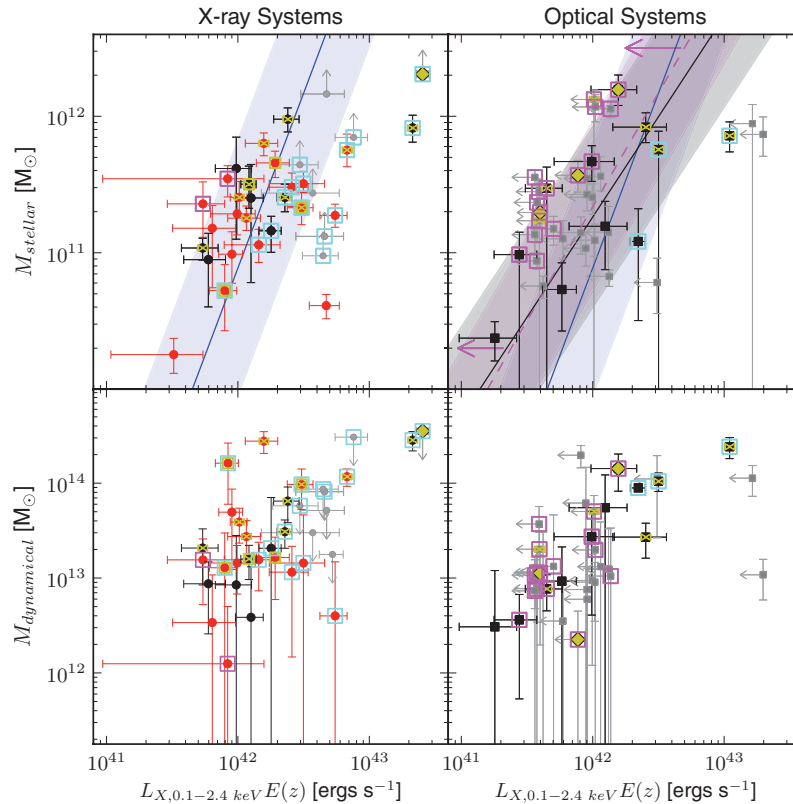 X-ray Systems Optical Systems
10^12
10^11
M_stellar [M_⊙]
10^14
10^13
10^12
M_dynamical [M_⊙]
10^41 10^42 10^43 10^41 10^42 10^43
L_X,0.1−2.4 keV E(z) [ergs s^−1] L_X,0.1−2.4 keV E(z) [ergs s^−1]